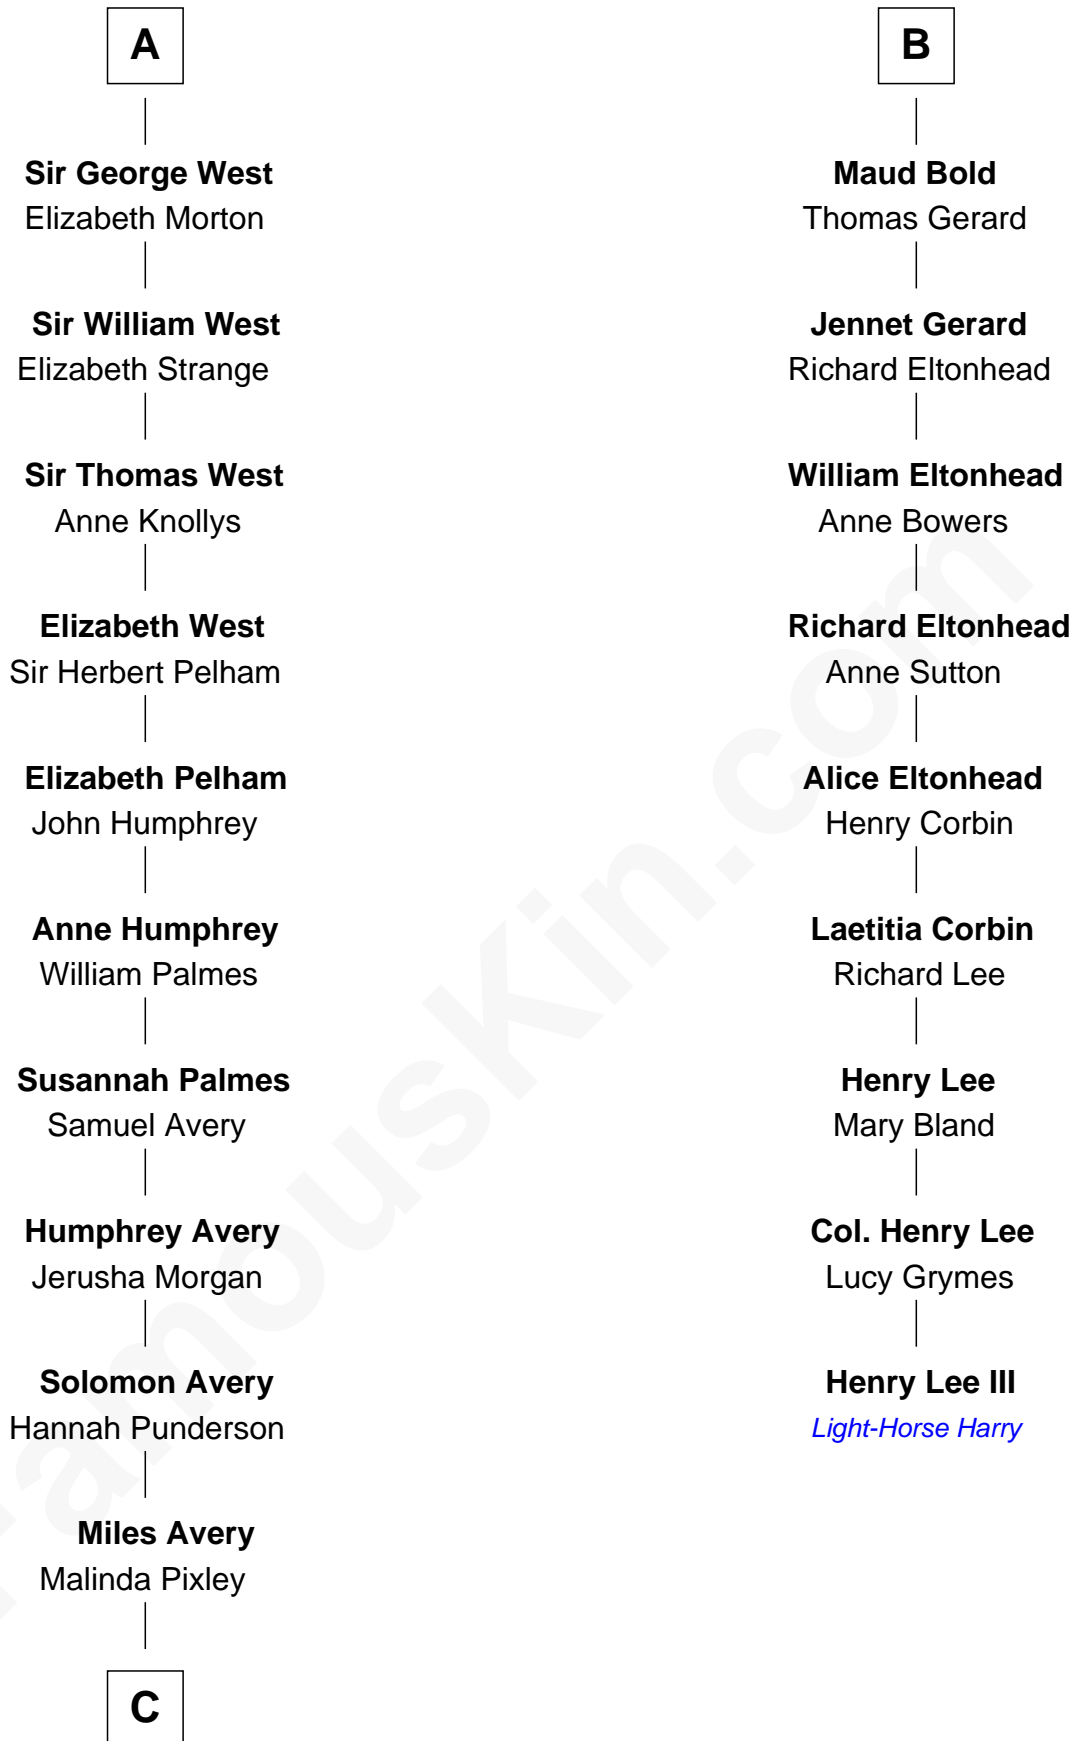 A
Sir George West
Elizabeth Morton
Sir William West
Elizabeth Strange
Sir Thomas West
Anne Knollys
Elizabeth West
Sir Herbert Pelham
Elizabeth Pelham
John Humphrey
Anne Humphrey
William Palmes
Susannah Palmes
Samuel Avery
Humphrey Avery
Jerusha Morgan
Solomon Avery
Hannah Punderson
Miles Avery
Malinda Pixley
C
B
Maud Bold
Thomas Gerard
Jennet Gerard
Richard Eltonhead
William Eltonhead
Anne Bowers
Richard Eltonhead
Anne Sutton
Alice Eltonhead
Henry Corbin
Laetitia Corbin
Richard Lee
Henry Lee
Mary Bland
Col. Henry Lee
Lucy Grymes
Henry Lee III
Light-Horse Harry
FamousKin.com